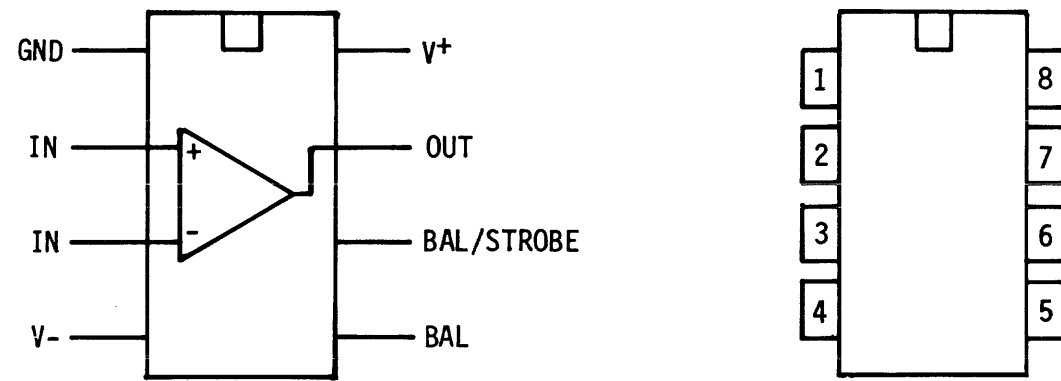 GND V+
IN + OUT
IN - BAL/STROBE
V- BAL
1 8
2 7
3 6
4 5